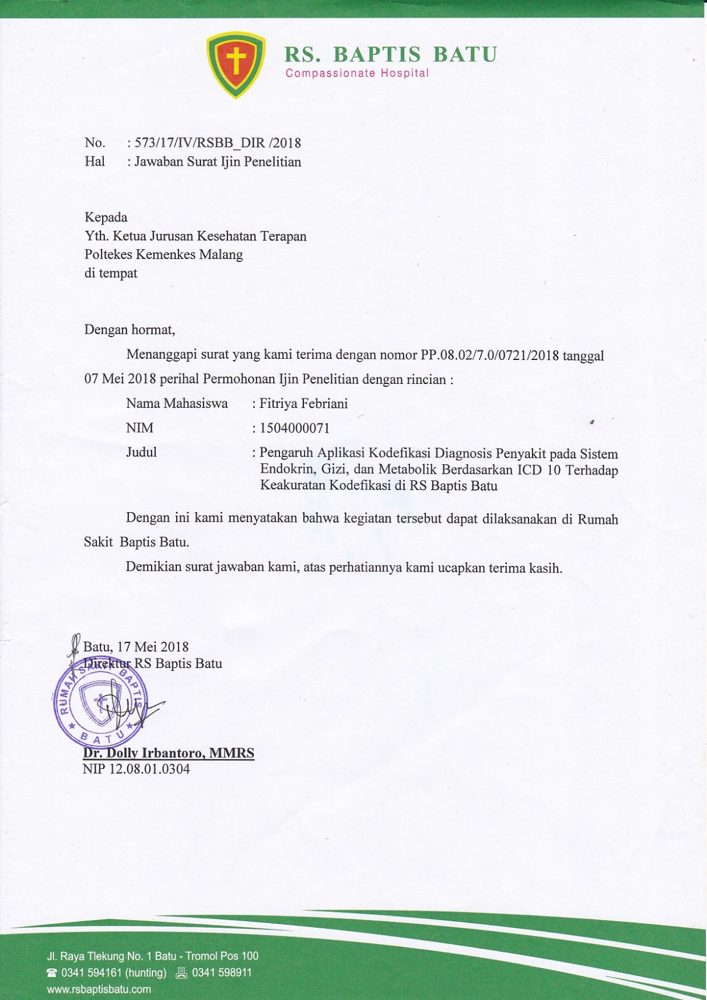 RS. BAPTIS BATU
Compassionate Hospital
No. : 573/17/IV/RSBB_DIR /2018
Hal : Jawaban Surat Ijin Penelitian
Kepada
Yth. Ketua Jurusan Kesehatan Terapan
Poltekes Kemenkes Malang
di tempat
Dengan hormat,
Menanggapi surat yang kami terima dengan nomor PP.08.02/7.0/0721/2018 tanggal
07 Mei 2018 perihal Permohonan Ijin Penelitian dengan rincian :
Nama Mahasiswa : Fitriya Febriani
NIM : 1504000071
Judul : Pengaruh Aplikasi Kodefikasi Diagnosis Penyakit pada Sistem
Endokrin, Gizi, dan Metabolik Berdasarkan ICD 10 Terhadap
Keakuratan Kodefikasi di RS Baptis Batu
Dengan ini kami menyatakan bahwa kegiatan tersebut dapat dilaksanakan di Rumah
Sakit Baptis Batu.
Demikian surat jawaban kami, atas perhatiannya kami ucapkan terima kasih.
Batu, 17 Mei 2018
Direktur RS Baptis Batu
RUMAH SAKIT BAPTIS
BATU
Dr. Dolly Irbantoro, MMRS
NIP 12.08.01.0304
Jl. Raya Tlekung No. 1 Batu - Tromol Pos 100
0341 594161 (hunting) 0341 598911
www.rsbaptisbatu.com